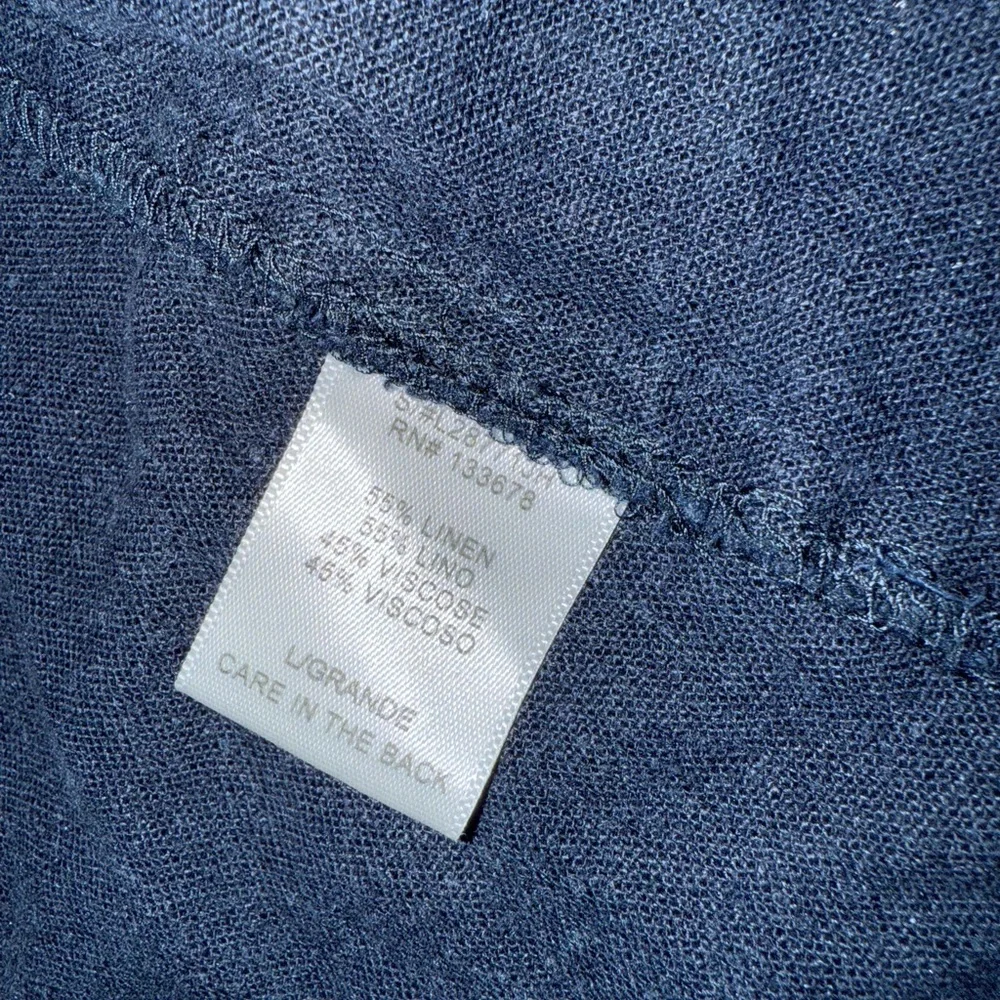 RN# 133678
55% LINEN
55% LINO
45% VISCOSE
45% VISCOSO
L/GRANDE
CARE IN THE BACK